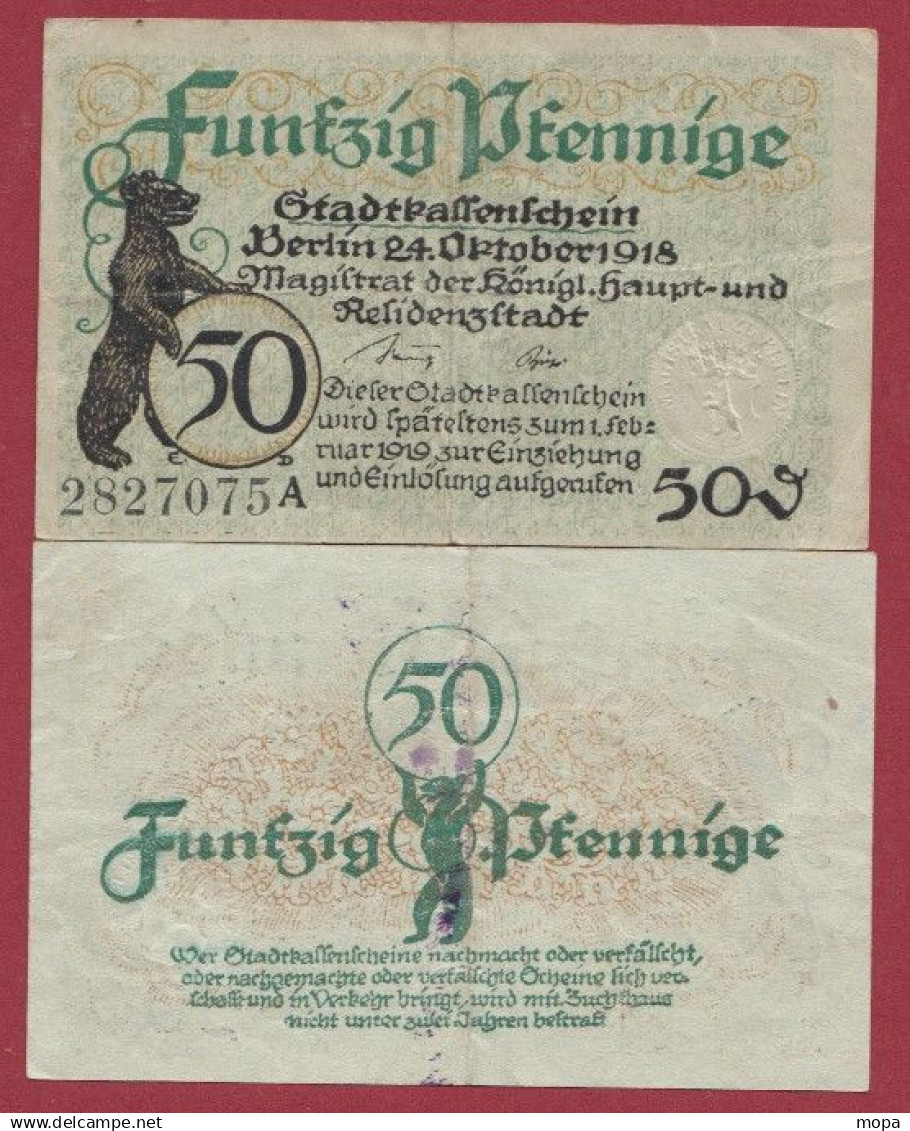 Funfzig Pfennige
Stadtkassenschein
Berlin 24. Oktober 1918
Magistrat der Königl. Haupt- und
Residenzstadt
50
Dieser Stadtkassenschein
wird spätestens zum 1. Feb-
ruar 1919 zur Einziehung
und Einlösung aufgerufen
2827075 A
50 ₰
50
Funfzig Pfennige
Wer Stadtkassenscheine nachmacht oder verfälscht,
oder nachgemachte oder verfälschte Scheine sich ver-
schafft und in Verkehr bringt, wird mit Zuchthaus
nicht unter zwei Jahren bestraft
delcampe.net
mopa